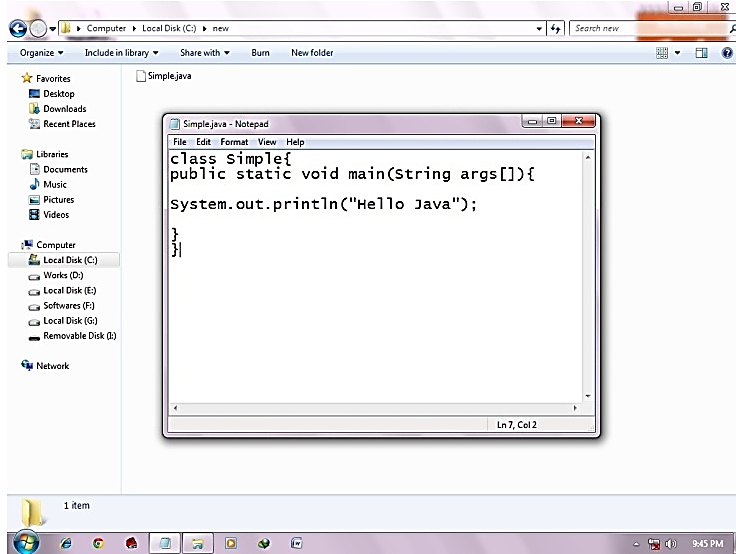 Computer Local Disk (C:) new Search new
Organize Include in library Share with Burn New folder
Favorites
Desktop
Downloads
Recent Places
Libraries
Documents
Music
Pictures
Videos
Computer
Local Disk (C:)
Works (D:)
Local Disk (E:)
Softwares (F:)
Local Disk (G:)
Removable Disk (I:)
Network
Simple.java
Simple.java - Notepad
File Edit Format View Help
class Simple{
public static void main(String args[]){
System.out.println("Hello Java");
}
}
Ln 7, Col 2
1 item
9:45 PM